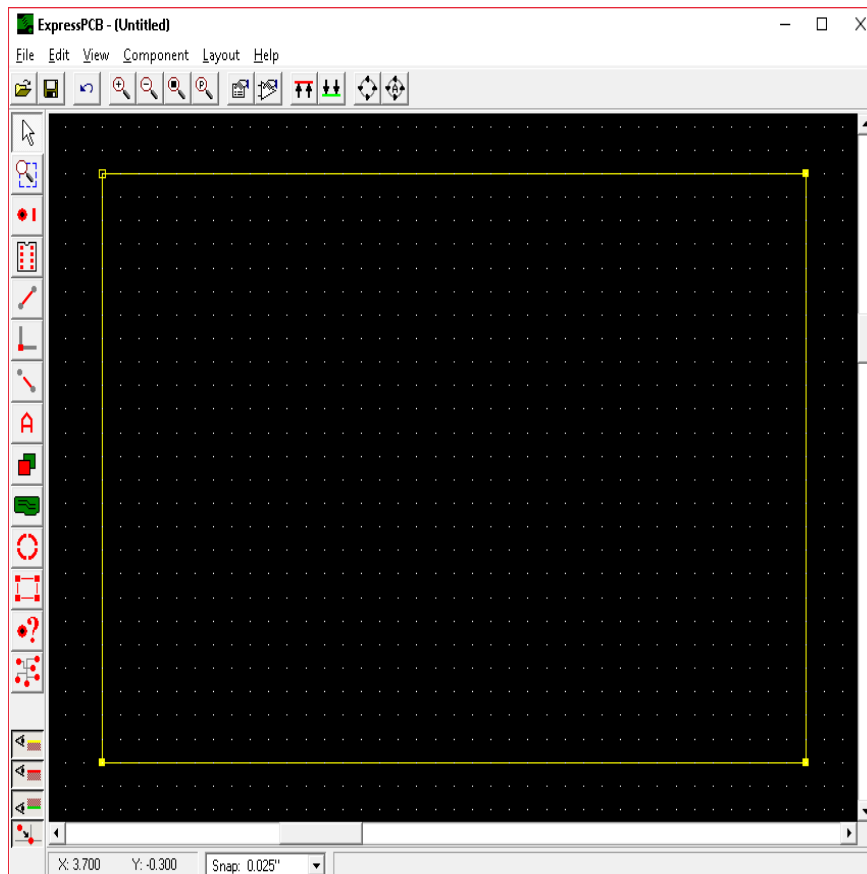 ExpressPCB - (Untitled)
File Edit View Component Layout Help
P
A
A
?
X: 3.700 Y: -0.300 Snap: 0.025"